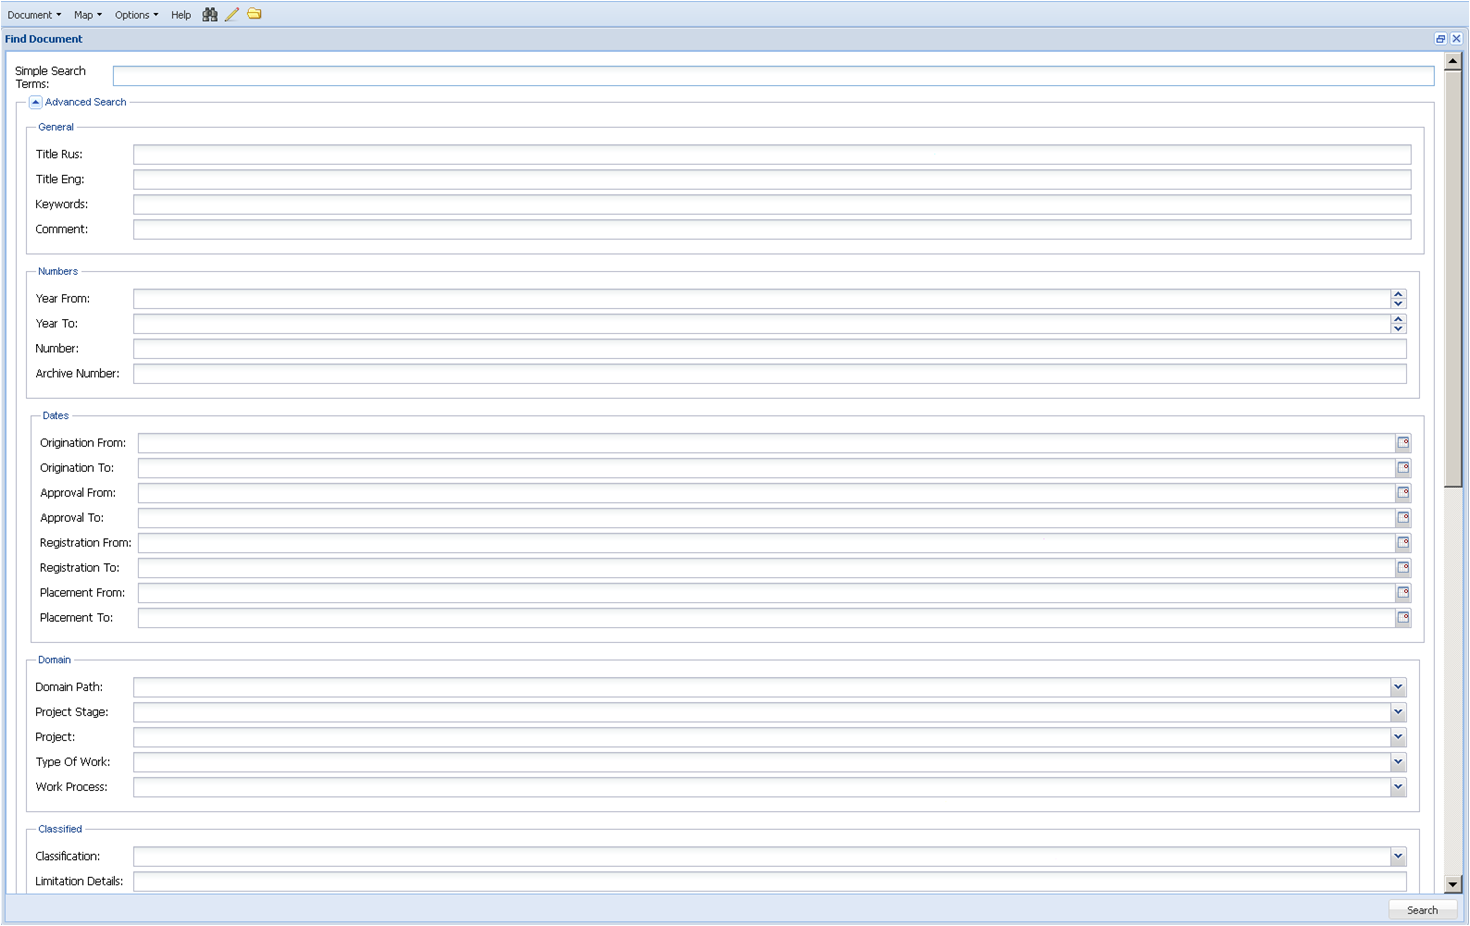 Document Map Options Help
Find Document
Simple Search
Terms:
Advanced Search
General
Title Rus:
Title Eng:
Keywords:
Comment:
Numbers
Year From:
Year To:
Number:
Archive Number:
Dates
Origination From:
Origination To:
Approval From:
Approval To:
Registration From:
Registration To:
Placement From:
Placement To:
Domain
Domain Path:
Project Stage:
Project:
Type Of Work:
Work Process:
Classified
Classification:
Limitation Details:
Search